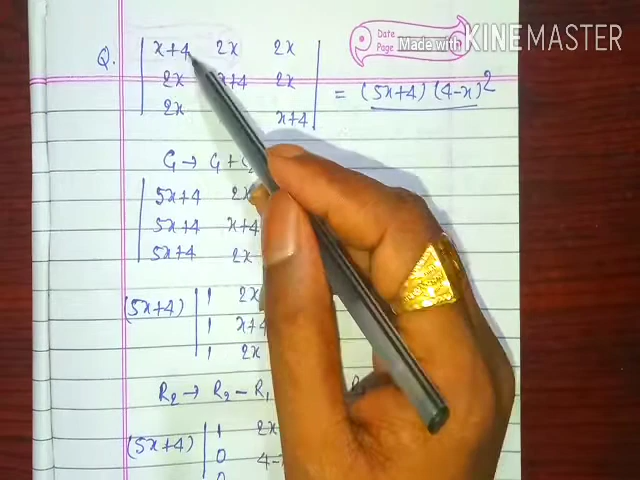 Date
Page
Made with
KINEMASTER
Q. | x+4 2x 2x |
| 2x x+4 2x | = (5x+4) (4-x)²
| 2x x+4 |
C₁ → C₁ + C₂
| 5x+4 2x
| 5x+4 x+4
| 5x+4 2x
(5x+4) | 1 2x
| 1 x+4
| 1 2x
R₂ → R₂ - R₁ R
(5x+4) | 1 2x
| 0 4-x
| 0